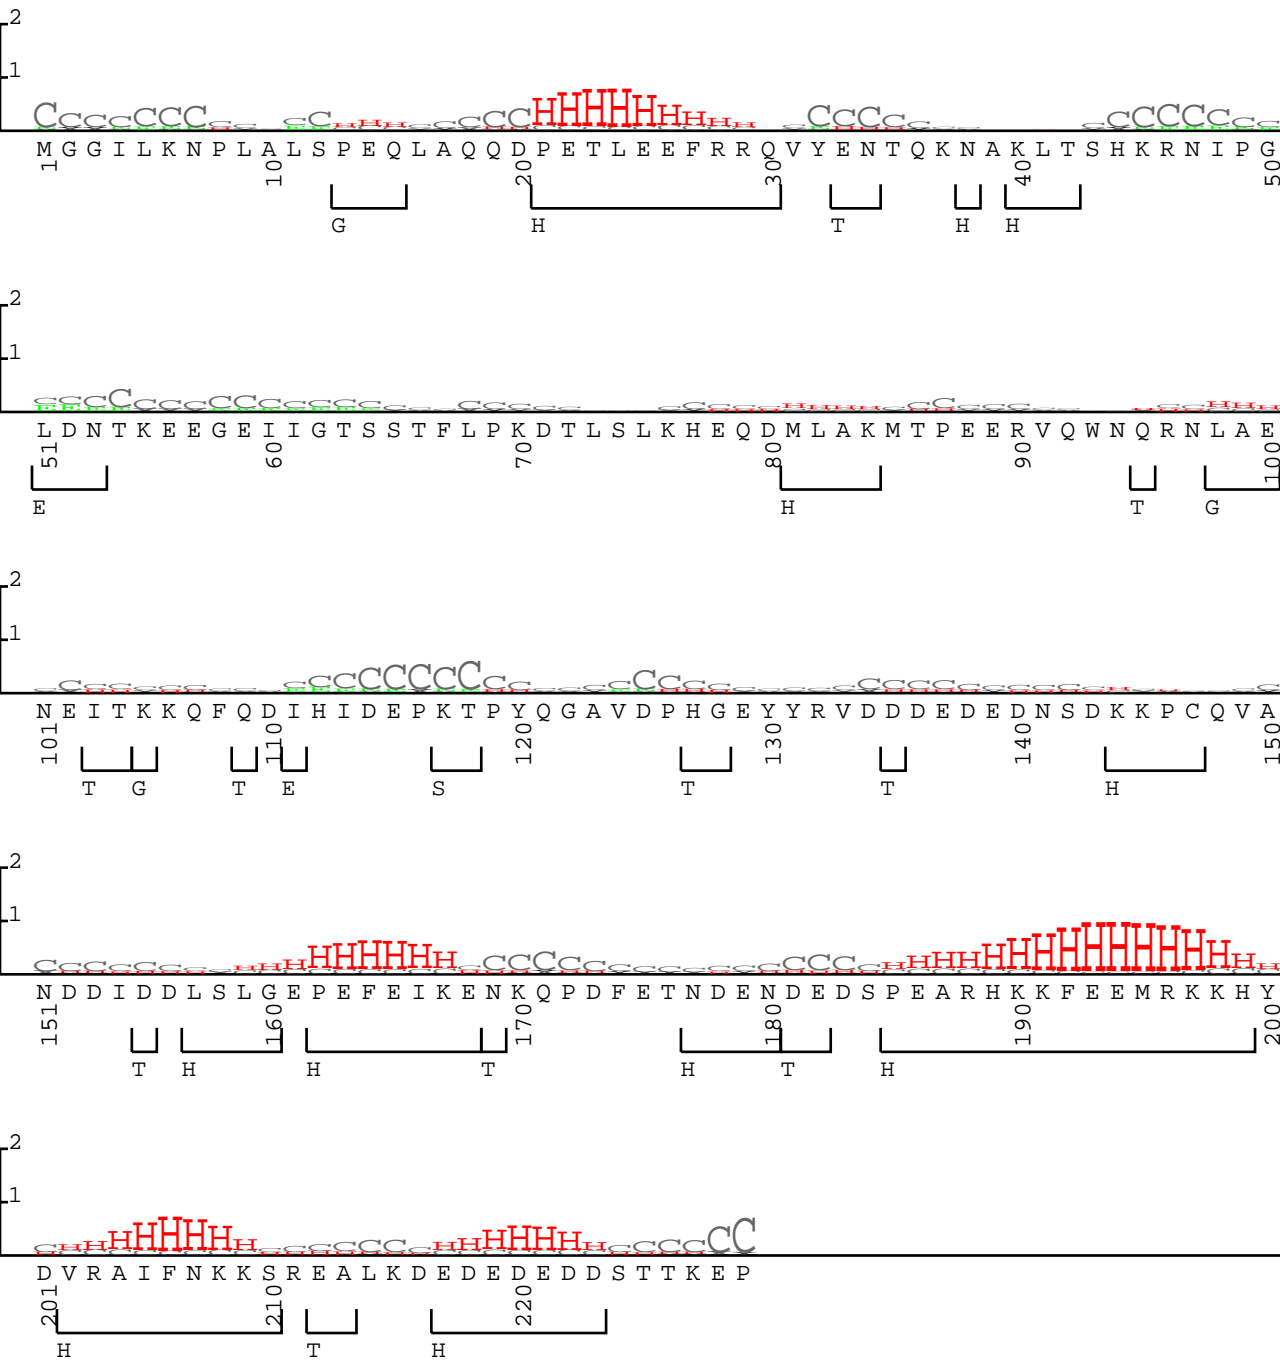 2
1
M G G I L K N P L A L S P E Q L A Q Q D P E T L E E F R R Q V Y E N T Q K N A K L T S H K R N I P G
1 10 20 30 40 50
G H T H H
2
1
L D N T K E E G E I I G T S S T F L P K D T L S L K H E Q D M L A K M T P E E R V Q W N Q R N L A E
51 60 70 80 90 100
E H T G
2
1
N E I T K K Q F Q D I H I D E P K T P Y Q G A V D P H G E Y Y R V D D D E D E D N S D K K P C Q V A
101 110 120 130 140 150
T G T E S T T H
2
1
N D D I D D L S L G E P E F E I K E N K Q P D F E T N D E N D E D S P E A R H K K F E E M R K K H Y
151 160 170 180 190 200
T H H T H T H
2
1
D V R A I F N K K S R E A L K D E D E D E D D S T T K E P
201 210 220
H T H